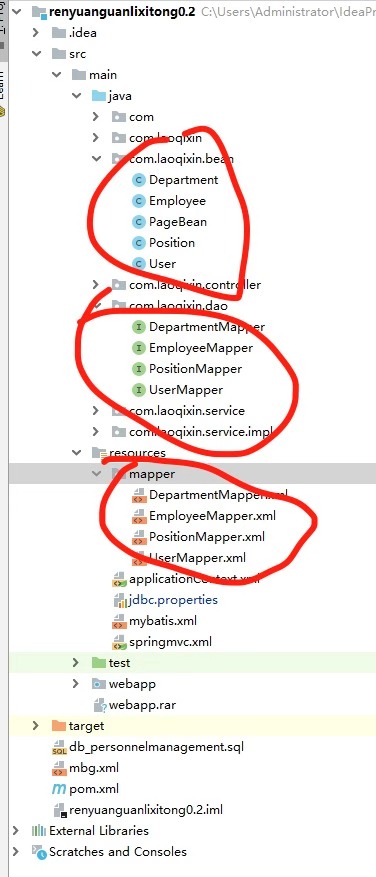 renyuanguanlixitong0.2 C:\Users\Administrator\IdeaPr
.idea
src
main
java
com
com.laoqixin
com.laoqixin.bean
Department
Employee
PageBean
Position
User
com.laoqixin.controller
com.laoqixin.dao
DepartmentMapper
EmployeeMapper
PositionMapper
UserMapper
com.laoqixin.service
com.laoqixin.service.impl
resources
mapper
DepartmentMapper.xml
EmployeeMapper.xml
PositionMapper.xml
UserMapper.xml
applicationContext.xml
jdbc.properties
mybatis.xml
springmvc.xml
test
webapp
webapp.rar
target
db_personnelmanagement.sql
mbg.xml
pom.xml
renyuanguanlixitong0.2.iml
External Libraries
Scratches and Consoles